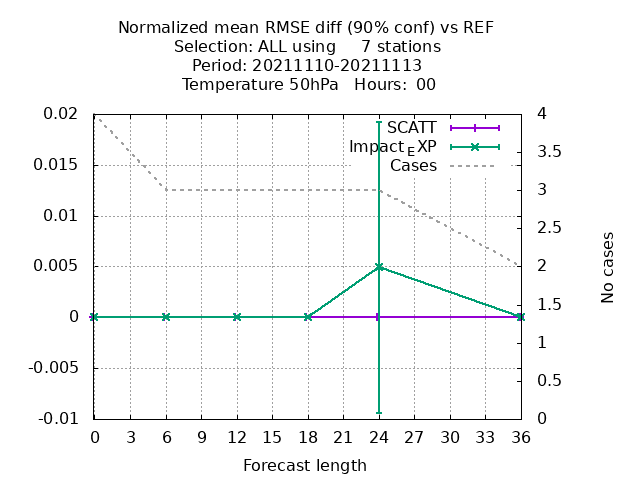 Normalized mean RMSE diff (90% conf) vs REF
Selection: ALL using 7 stations
Period: 20211110-20211113
Temperature 50hPa Hours: 00
SCATT
Impact_EXP
Cases
0.02
0.015
0.01
0.005
0
-0.005
-0.01
4
3.5
3
2.5
2
1.5
1
0.5
0
No cases
0 3 6 9 12 15 18 21 24 27 30 33 36
Forecast length